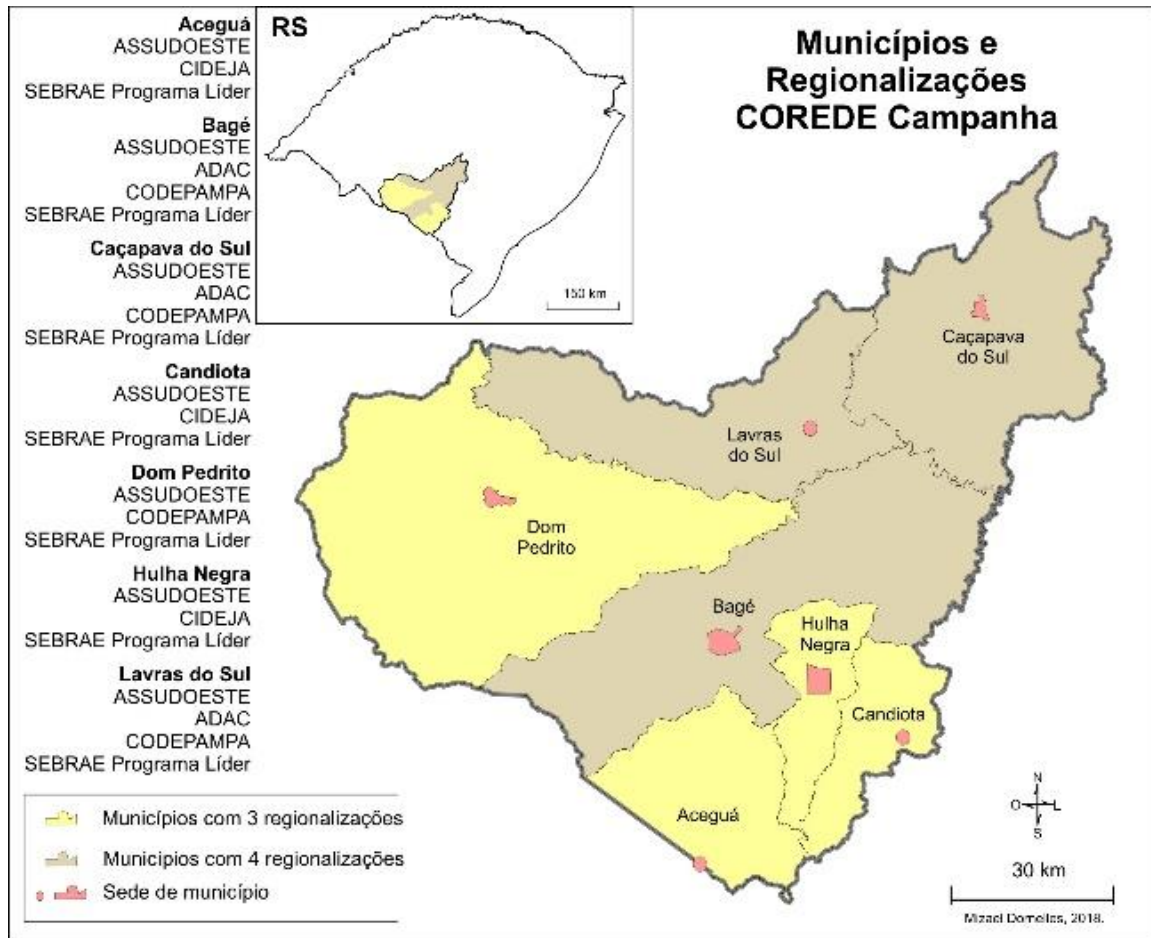 Aceguá
ASSUDOESTE
CIDEJA
SEBRAE Programa Líder
Bagé
ASSUDOESTE
ADAC
CODEPAMPA
SEBRAE Programa Líder
Caçapava do Sul
ASSUDOESTE
ADAC
CODEPAMPA
SEBRAE Programa Líder
Candiota
ASSUDOESTE
CIDEJA
SEBRAE Programa Líder
Dom Pedrito
ASSUDOESTE
CODEPAMPA
SEBRAE Programa Líder
Hulha Negra
ASSUDOESTE
CIDEJA
SEBRAE Programa Líder
Lavras do Sul
ASSUDOESTE
ADAC
CODEPAMPA
SEBRAE Programa Líder
RS
150 km
Municípios e
Regionalizações
COREDE Campanha
Caçapava
do Sul
Lavras
do Sul
Dom
Pedrito
Bagé
Hulha
Negra
Candiota
Aceguá
Municípios com 3 regionalizações
Municípios com 4 regionalizações
Sede de município
N
O L
S
30 km
Mizael Dornelles, 2018.